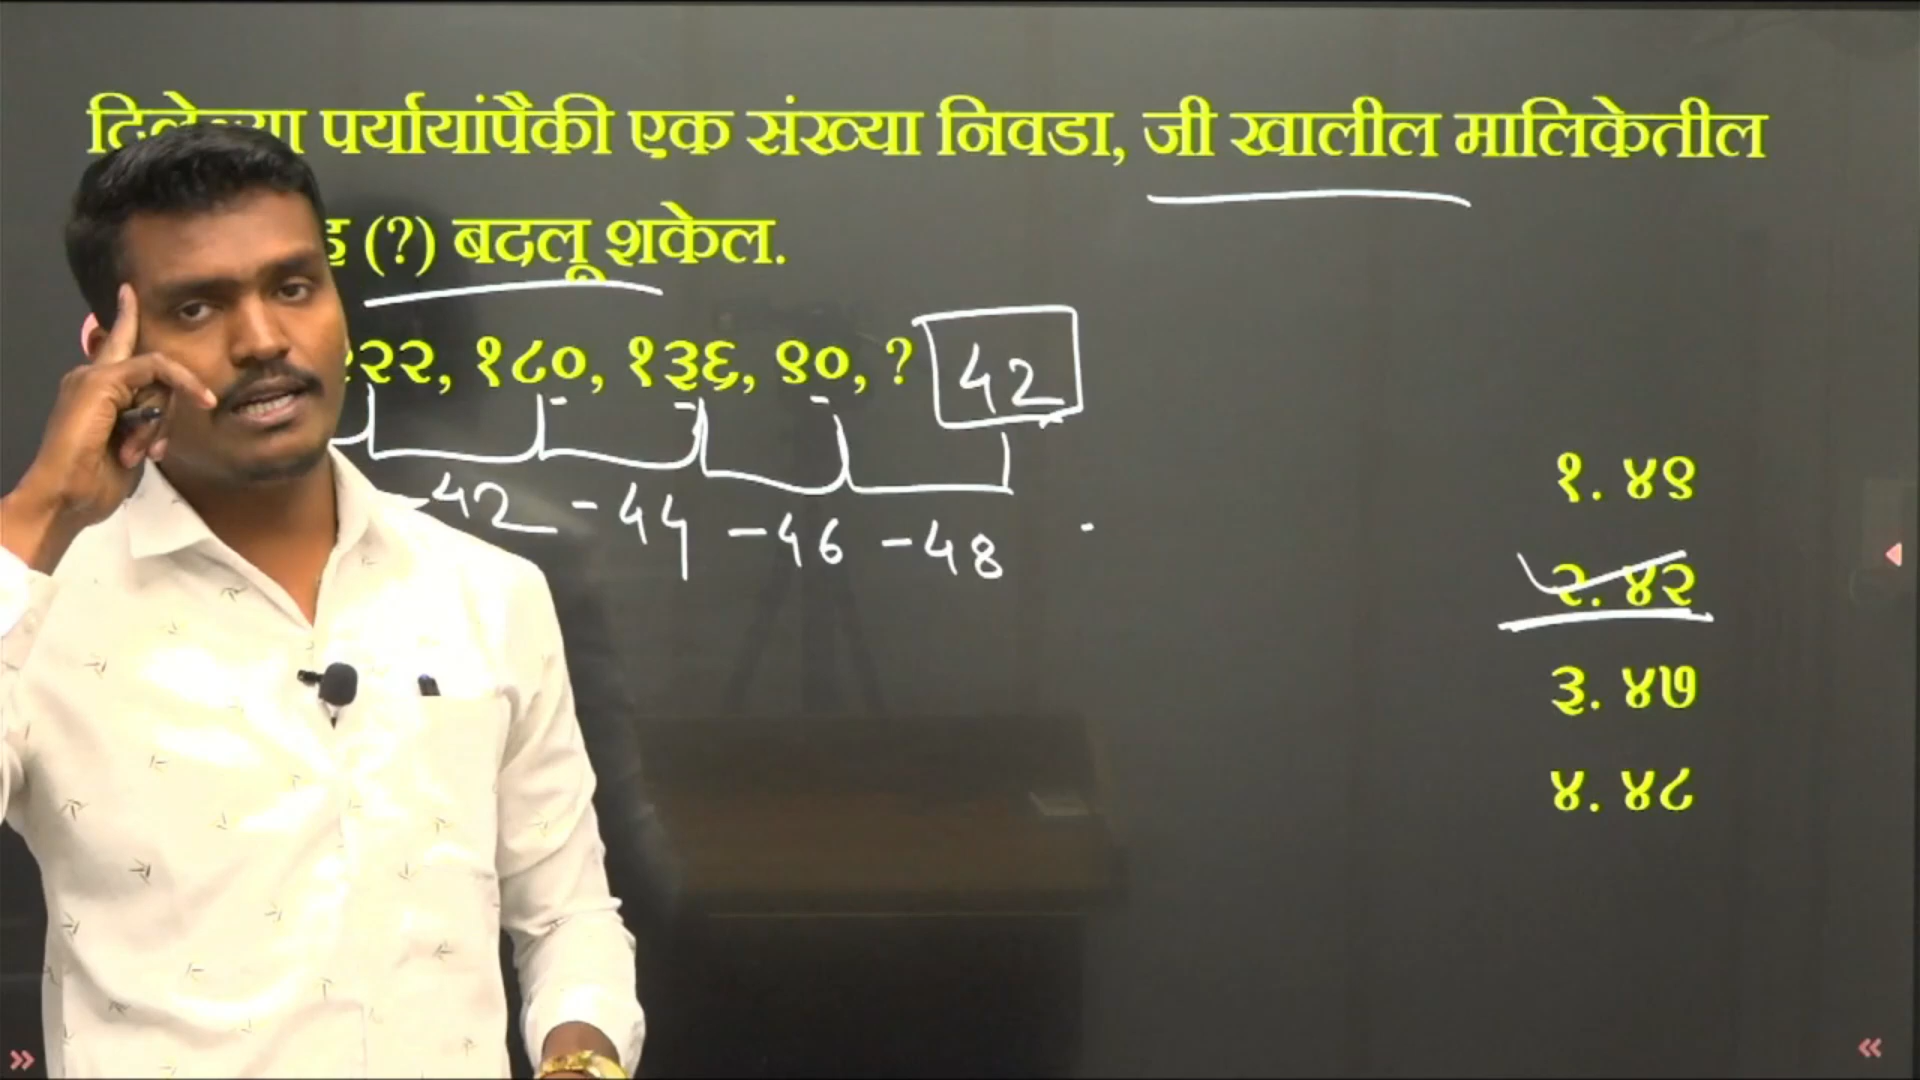 पर्यायांपैकी एक संख्या निवडा, जी खालील मालिकेतील
(?) बदलू शकेल.
२२२, १८०, १३६, ९०, ? 42
-42 -44 -46 -48
१. ४९
२. ४२
३. ४७
४. ४८